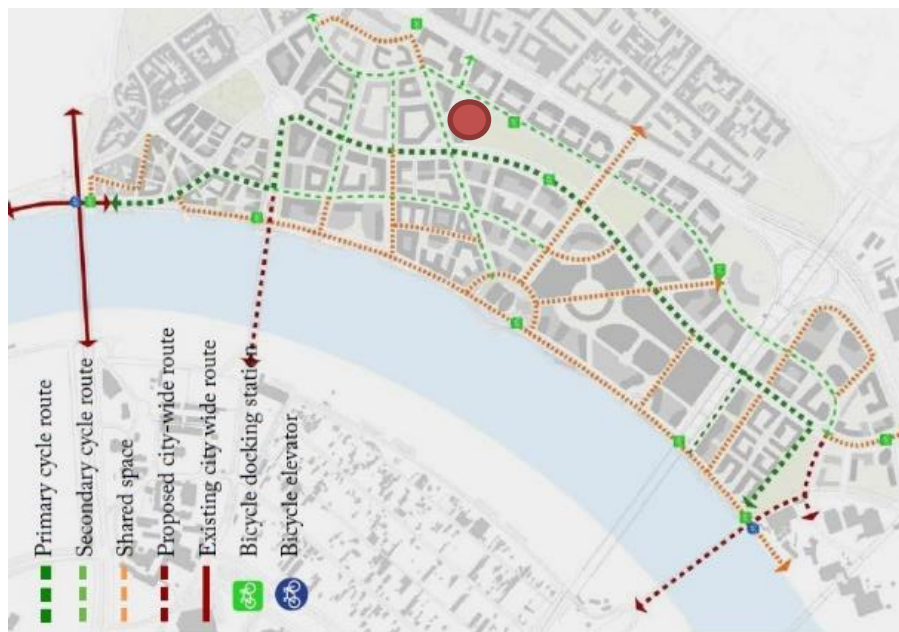 Primary cycle route
Secondary cycle route
Shared space
Proposed city-wide route
Existing city wide route
Bicycle docking station
Bicycle elevator